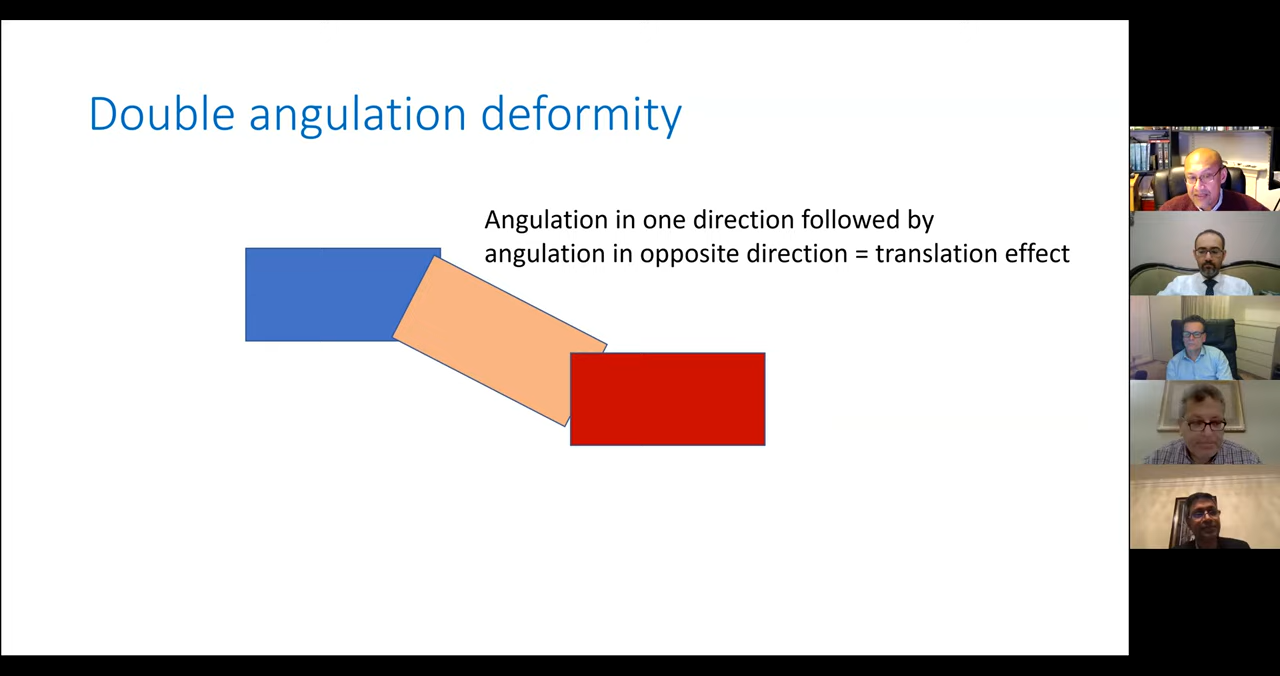 Double angulation deformity
Angulation in one direction followed by
angulation in opposite direction = translation effect